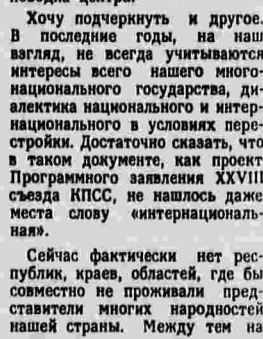 Хочу подчеркнуть и другое.
В последние годы, на наш
взгляд, не всегда учитываются
интересы всего нашего много-
национального государства, ди-
алектика национального и интер-
национального в условиях пере-
стройки. Достаточно сказать, что
в таком документе, как проект
Программного заявления XXVIII
съезда КПСС, не нашлось даже
места слову «интернациональ-
ная».
Сейчас фактически нет рес-
публик, краев, областей, где бы
совместно не проживали пред-
ставители многих народностей
нашей страны. Между тем на